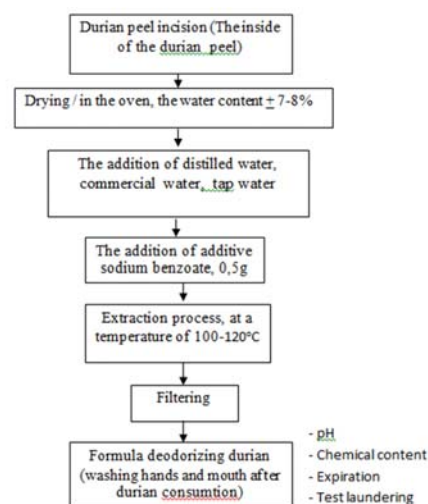 Durian peel incision (The inside
of the durian peel)
Drying / in the oven, the water content ± 7-8%
The addition of distilled water,
commercial water, tap water
The addition of additive
sodium benzoate, 0,5g
Extraction process, at a
temperature of 100-120°C
Filtering
Formula deodorizing durian
(washing hands and mouth after
durian consumtion)
- pH
- Chemical content
- Expiration
- Test laundering